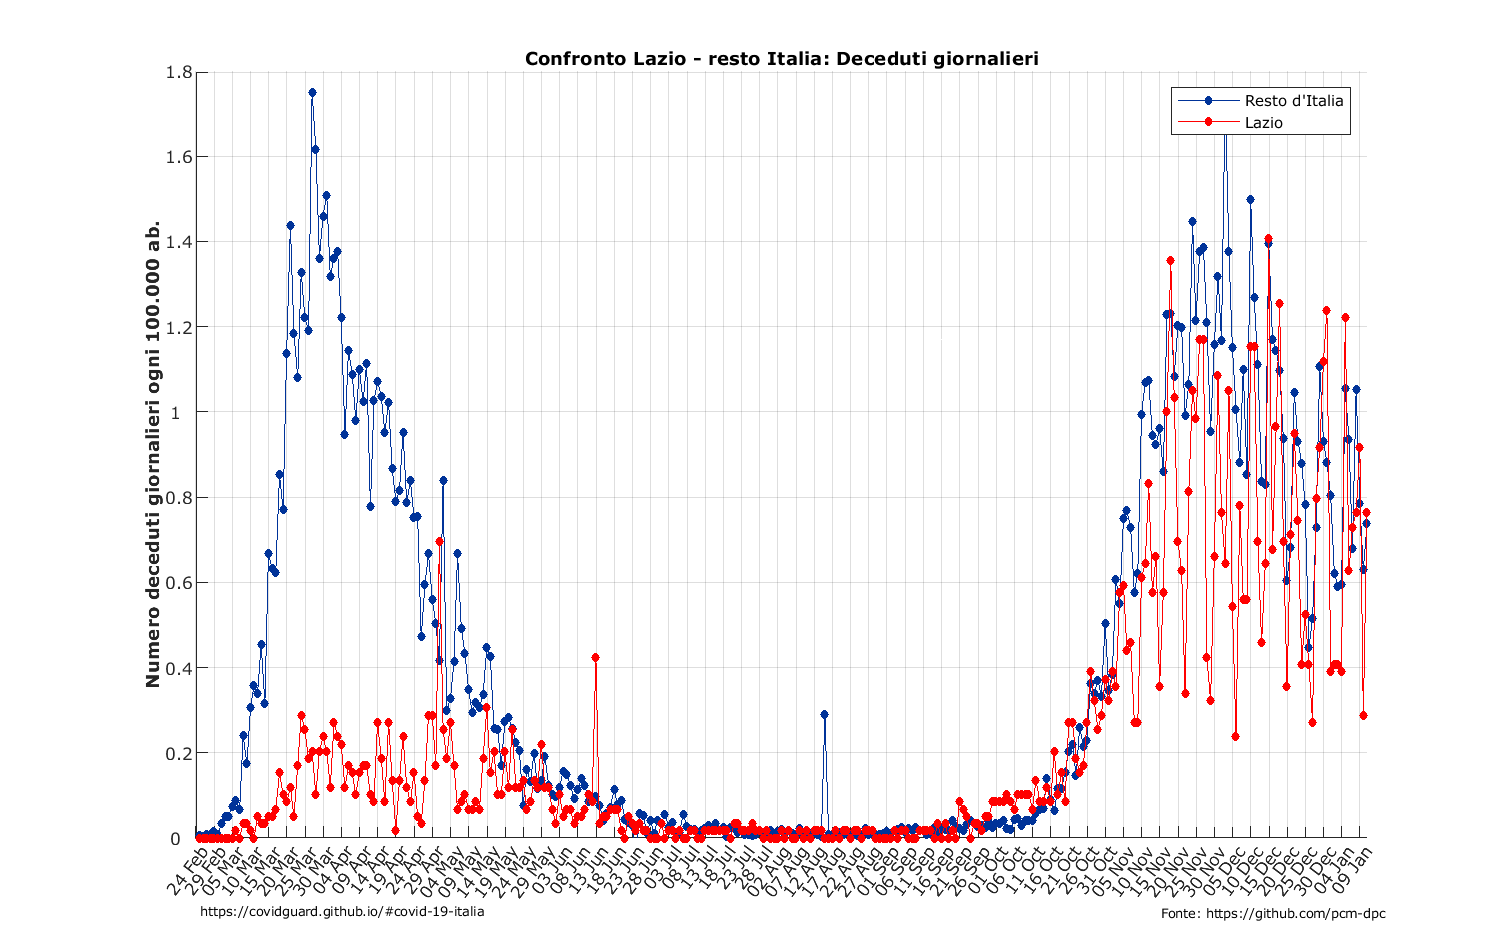 Confronto Lazio - resto Italia: Deceduti giornalieri
Numero deceduti giornalieri ogni 100.000 ab.
1.8
1.6
1.4
1.2
1
0.8
0.6
0.4
0.2
0
Resto d'Italia
Lazio
24 Feb
29 Feb
05 Mar
10 Mar
15 Mar
20 Mar
25 Mar
30 Mar
04 Apr
09 Apr
14 Apr
19 Apr
24 Apr
29 Apr
04 May
09 May
14 May
19 May
24 May
29 May
03 Jun
08 Jun
13 Jun
18 Jun
23 Jun
28 Jun
03 Jul
08 Jul
13 Jul
18 Jul
23 Jul
28 Jul
02 Aug
07 Aug
12 Aug
17 Aug
22 Aug
27 Aug
01 Sep
06 Sep
11 Sep
16 Sep
21 Sep
26 Sep
01 Oct
06 Oct
11 Oct
16 Oct
21 Oct
26 Oct
31 Oct
05 Nov
10 Nov
15 Nov
20 Nov
25 Nov
30 Nov
05 Dec
10 Dec
15 Dec
20 Dec
25 Dec
30 Dec
04 Jan
09 Jan
https://covidguard.github.io/#covid-19-italia
Fonte: https://github.com/pcm-dpc